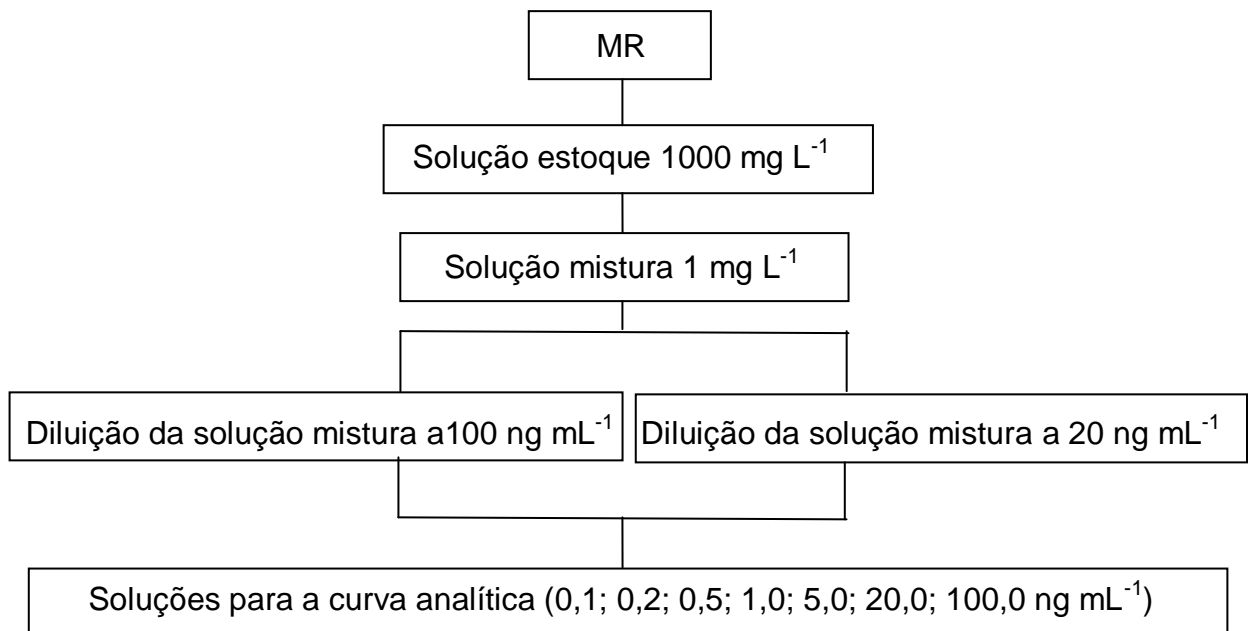 MR
Solução estoque 1000 mg L⁻¹
Solução mistura 1 mg L⁻¹
Diluição da solução mistura a100 ng mL⁻¹
Diluição da solução mistura a 20 ng mL⁻¹
Soluções para a curva analítica (0,1; 0,2; 0,5; 1,0; 5,0; 20,0; 100,0 ng mL⁻¹)